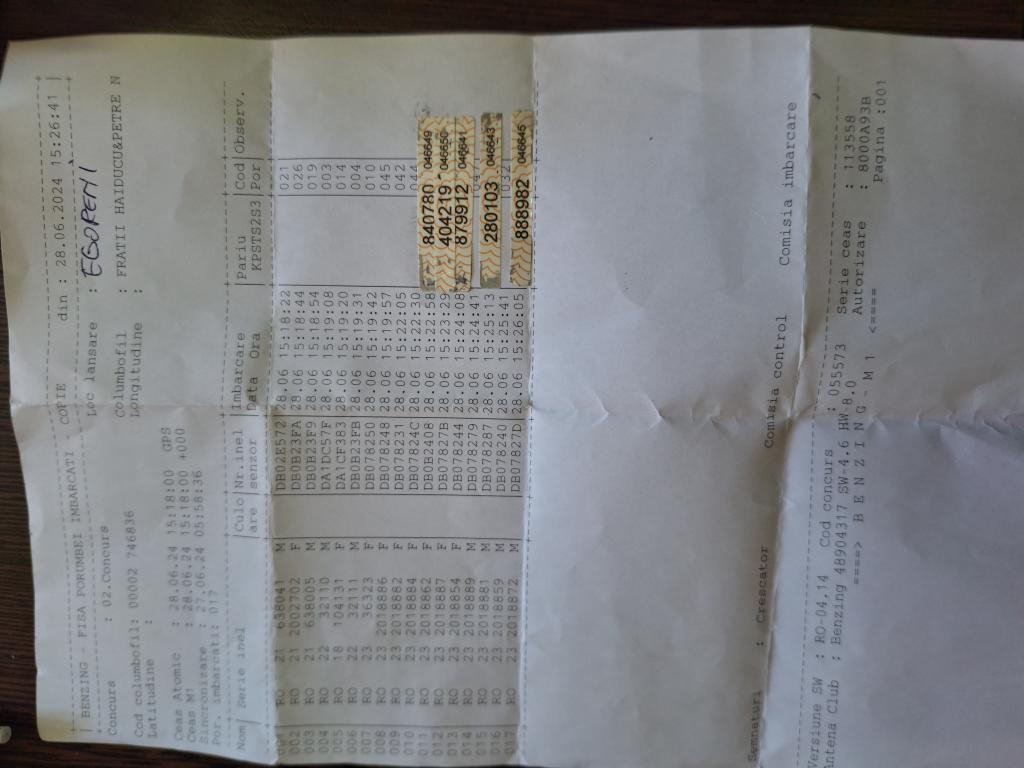 BENZING - FISA PORUMBEI IMBARCATI - COPIE din : 28.06.2024 15:26:41
Concurs : 02.Concurs Loc lansare : EGOPENI
Cod columbofil: 00002 746836 Columbofil : FRATII HAIDUCU&PETRE N
Latitudine : Longitudine :
Ceas Atomic : 28.06.24 15:18:00 GPS
Ceas M1 : 28.06.24 15:18:00 +000
Sincronizare : 27.06.24 05:58:36
Por. imbarcati: 017
Nom Serie inel Culo Nr.inel Imbarcare Pariu Cod Observ.
are senzor Data Ora KPSTS2S3 Por
001 RO 21 638041 M DB02E572 28.06 15:18:22 021
002 RO 21 2002702 F DB0B23FA 28.06 15:18:44 026
003 RO 21 638005 M DB0B23F9 28.06 15:18:54 019
004 RO 22 32110 M DA1DC57F 28.06 15:19:08 003
005 RO 18 104131 F DA1CF383 28.06 15:19:20 014
006 RO 22 32111 M DB0B23FB 28.06 15:19:31 004
007 RO 23 36323 F DB078250 28.06 15:19:42 010
008 RO 23 2018886 F DB078248 28.06 15:19:57 045
009 RO 23 2018882 F DB078231 28.06 15:22:05 042
010 RO 23 2018884 F DB07824C 28.06 15:22:30 044
011 RO 23 2018862 F DB0B2408 28.06 15:22:58 840780 046649
012 RO 23 2018887 F DB07827B 28.06 15:23:29 404219 046650
013 RO 23 2018854 F DB078244 28.06 15:24:08 879912 046641
014 RO 23 2018889 M DB078279 28.06 15:24:41
015 RO 23 2018881 M DB078287 28.06 15:25:13 280103 046643
016 RO 23 2018859 M DB078240 28.06 15:25:41 032
017 RO 23 2018872 M DB07827D 28.06 15:26:05 888982 046645
Semnaturi : Crescator Comisia control Comisia imbarcare
Versiune SW : RO-04.14 Cod concurs : 055573 Serie ceas : 113558
Antena Club : Benzing 48904317 SW-4.6 HW-8.0 Autorizare : 8000A93B
====> B E N Z I N G - M 1 <==== Pagina :001